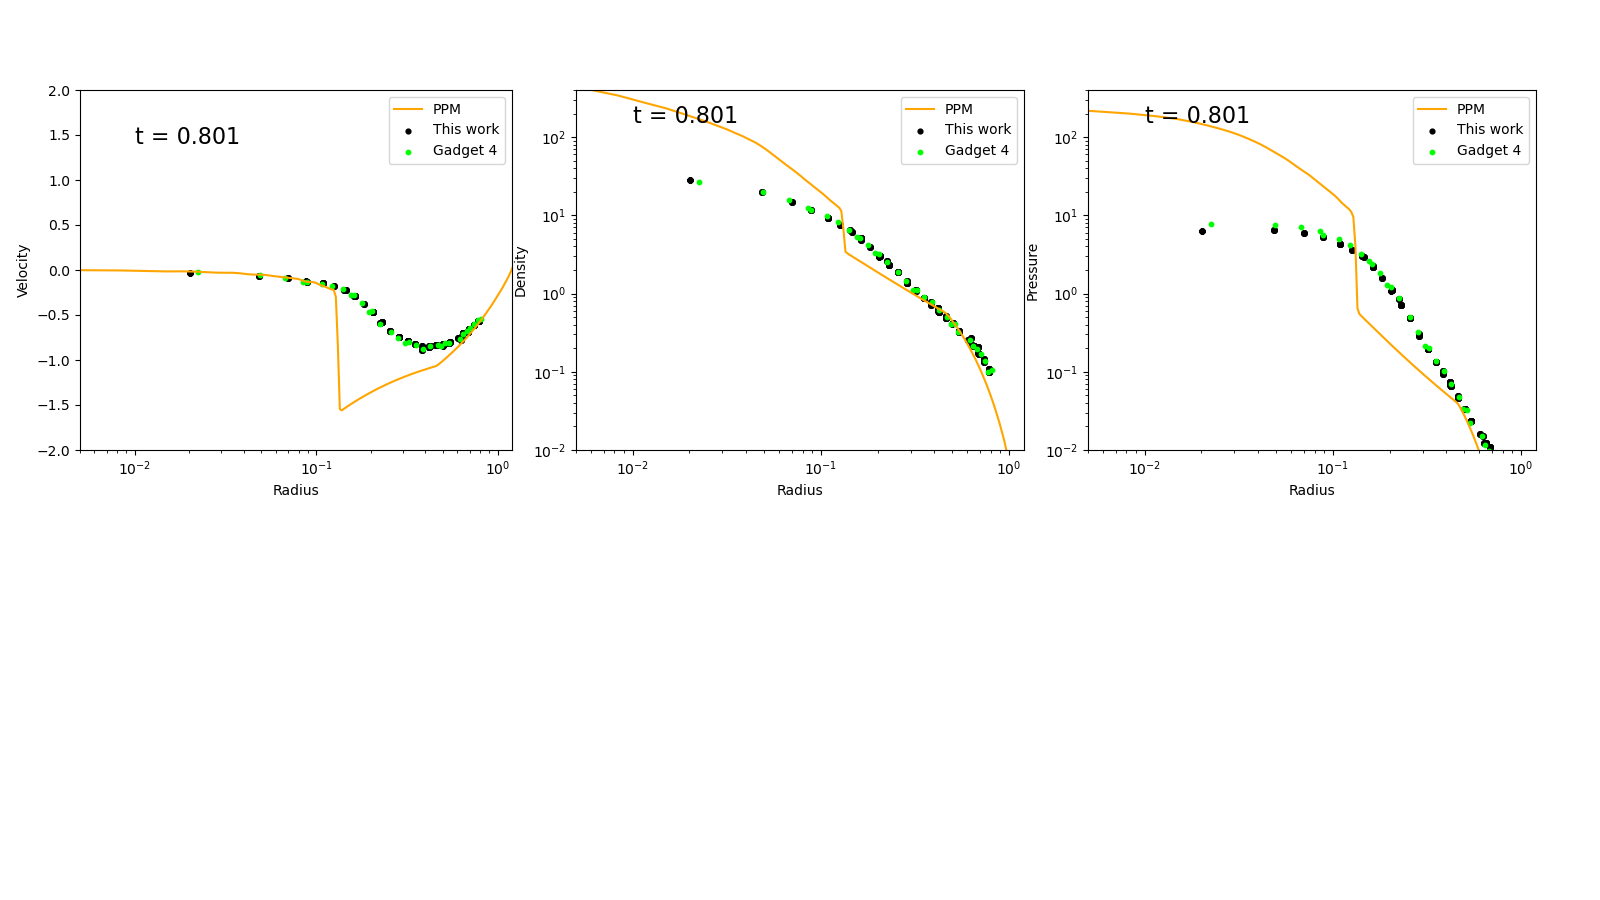 t = 0.801
PPM
This work
Gadget 4
2.0
1.5
1.0
0.5
0.0
−0.5
−1.0
−1.5
−2.0
Velocity
10⁻²
10⁻¹
10⁰
Radius
t = 0.801
PPM
This work
Gadget 4
10²
10¹
10⁰
10⁻¹
10⁻²
Density
10⁻²
10⁻¹
10⁰
Radius
t = 0.801
PPM
This work
Gadget 4
10²
10¹
10⁰
10⁻¹
10⁻²
Pressure
10⁻²
10⁻¹
10⁰
Radius